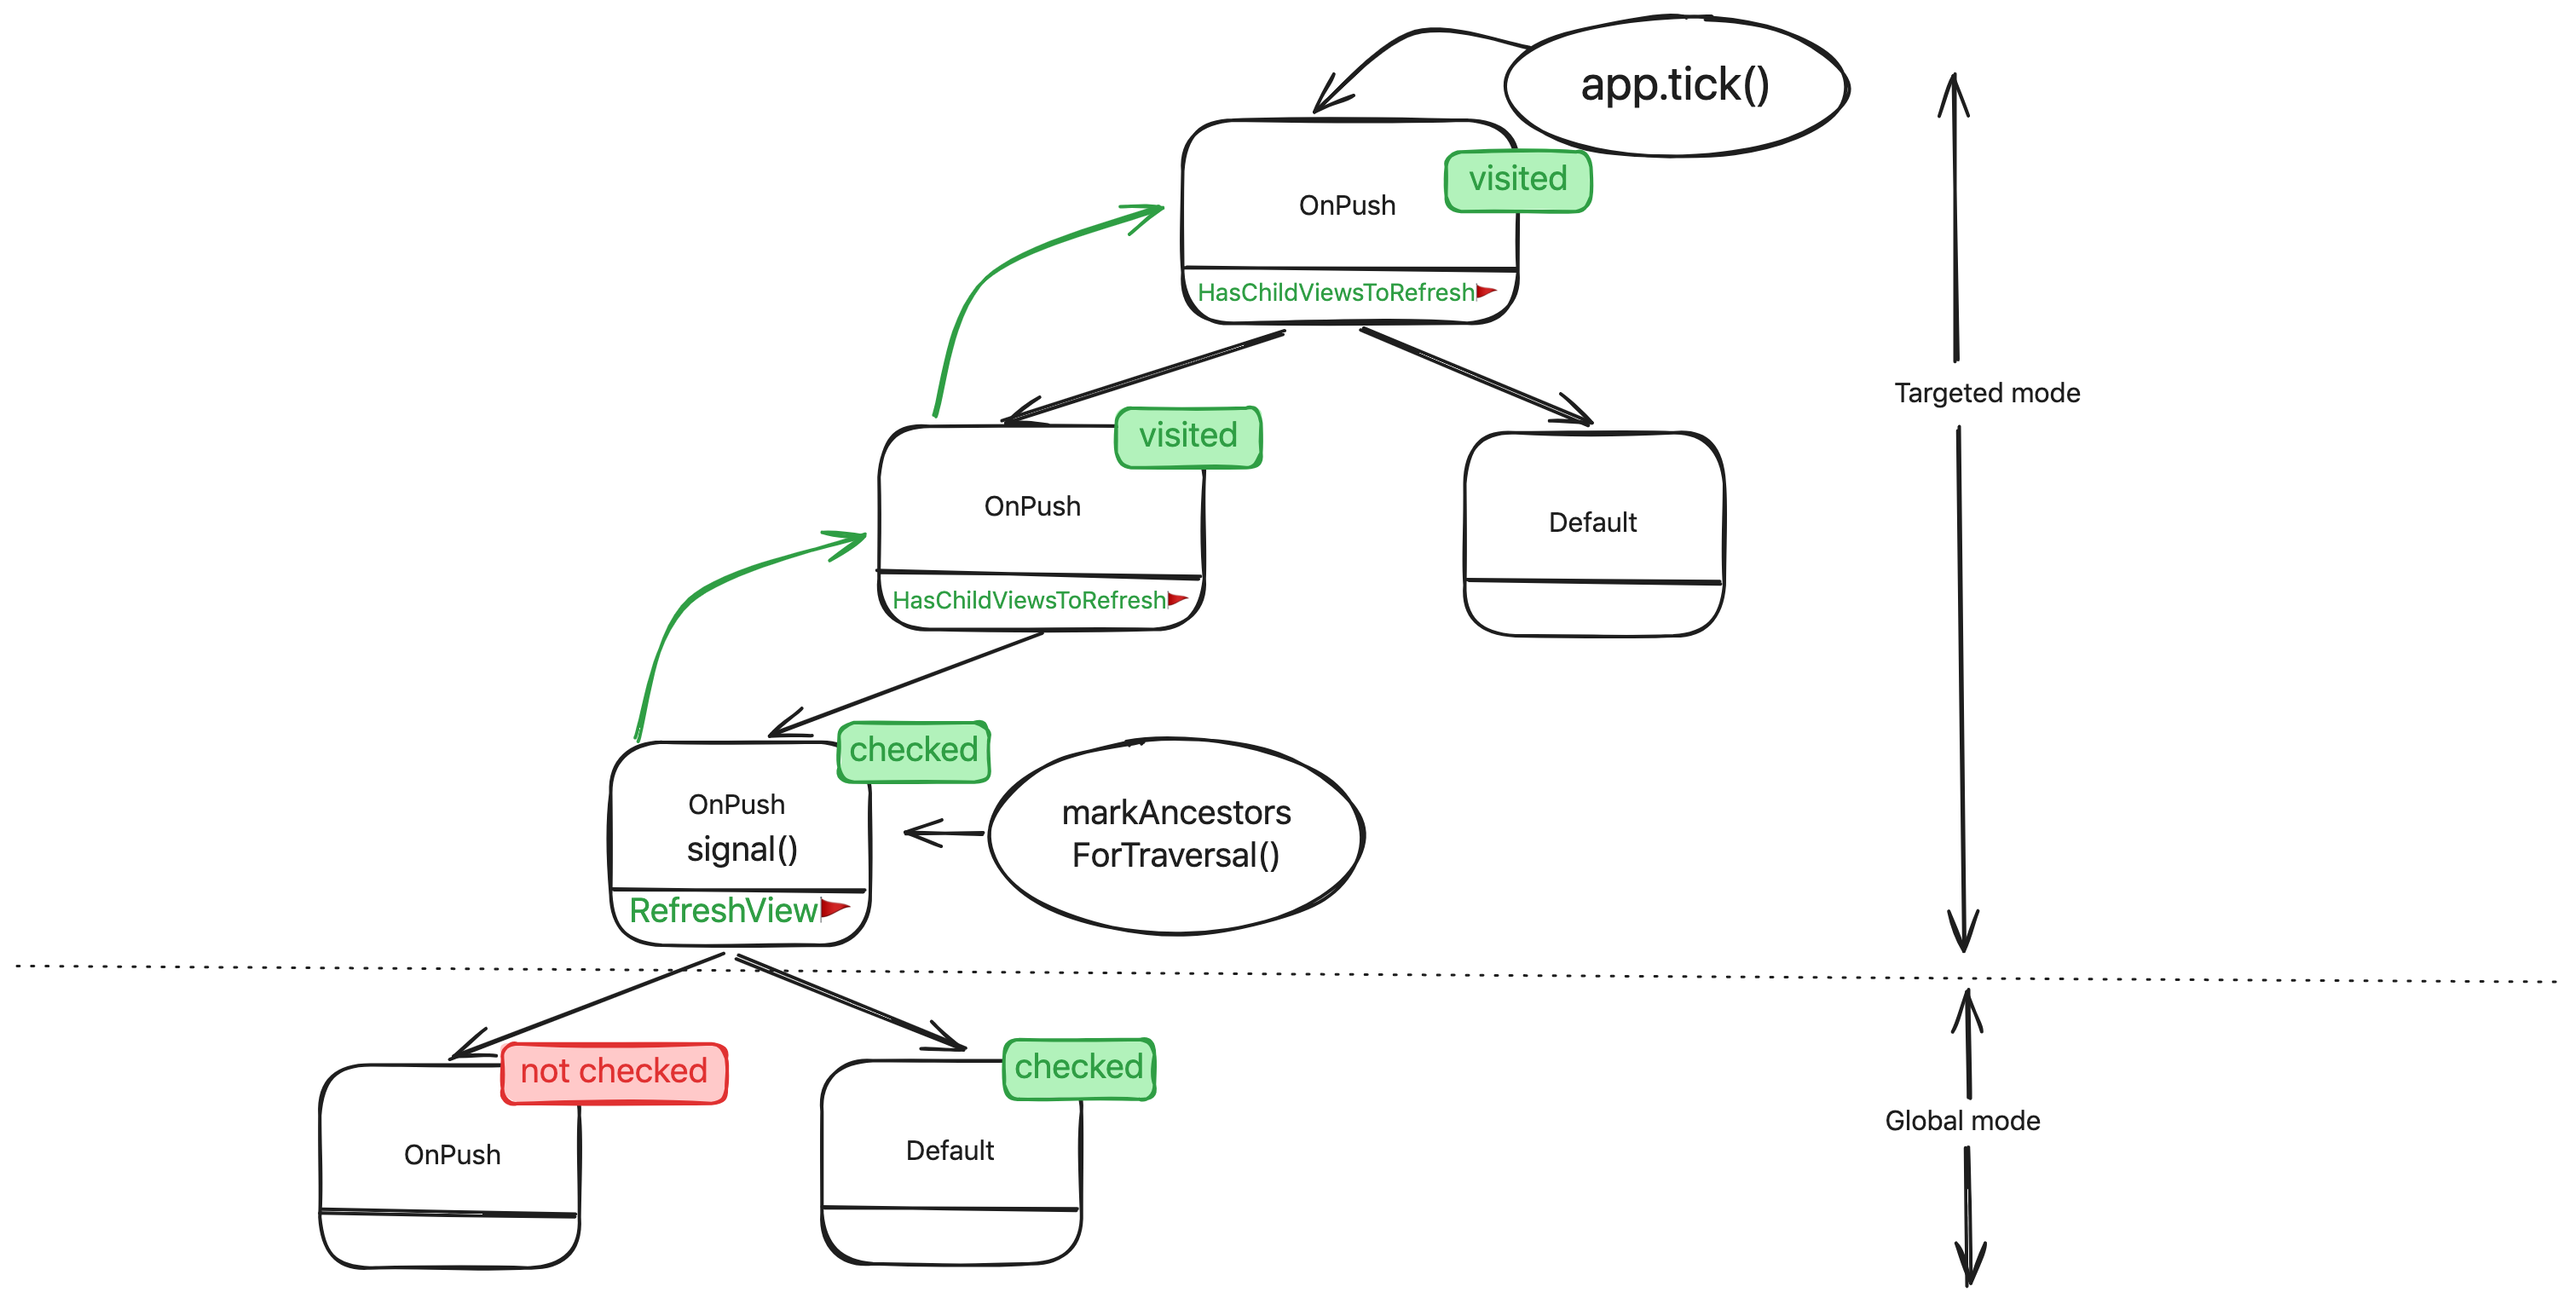 app.tick()
visited
OnPush
HasChildViewsToRefresh
Targeted mode
visited
OnPush
Default
HasChildViewsToRefresh
checked
OnPush
signal()
markAncestors
ForTraversal()
RefreshView
not checked
checked
Global mode
OnPush
Default